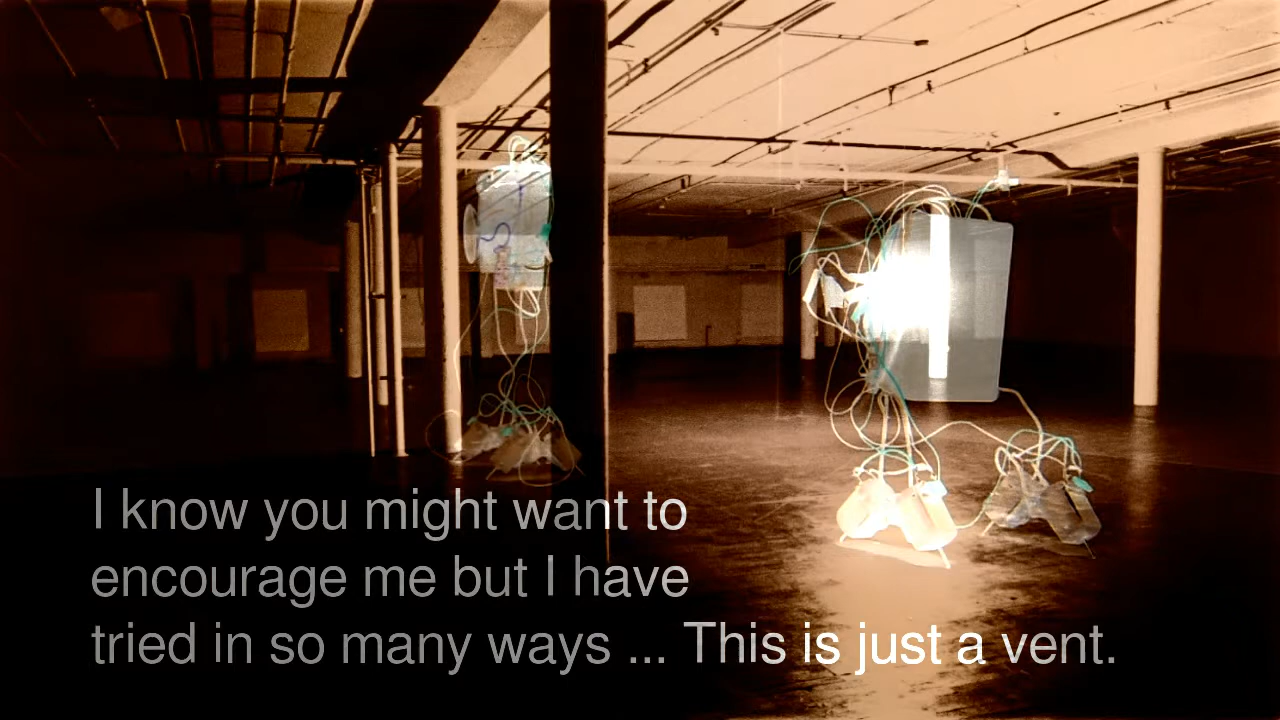 I know you might want to
encourage me but I have
tried in so many ways ... This is just a vent.